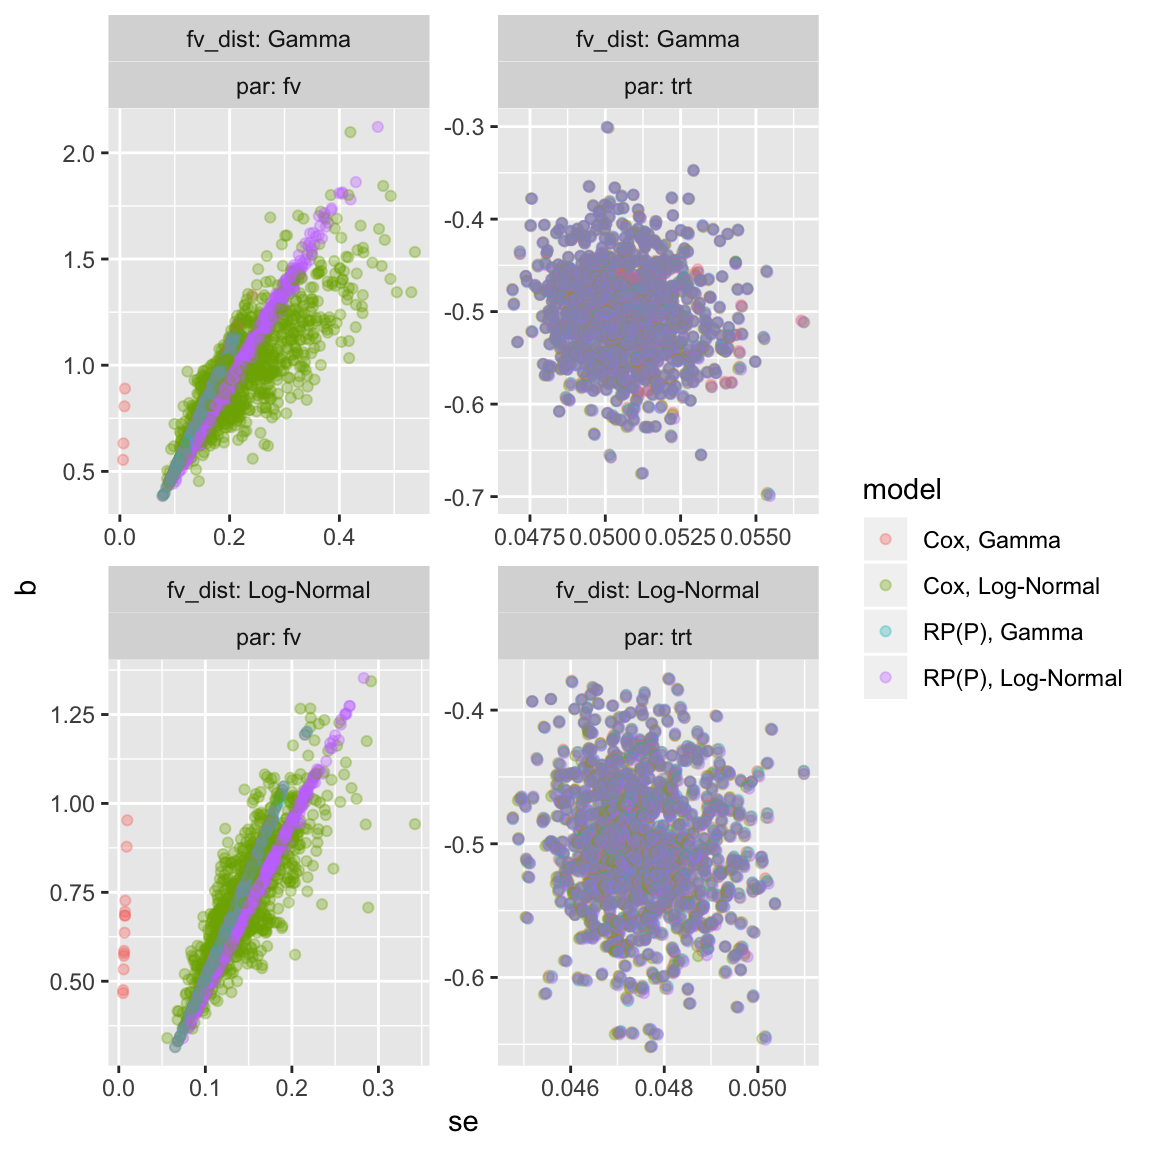 fv_dist: Gamma
par: fv
fv_dist: Gamma
par: trt
2.0
1.5
1.0
0.5
0.0 0.2 0.4
-0.3
-0.4
-0.5
-0.6
-0.7
0.0475 0.0500 0.0525 0.0550
b
fv_dist: Log-Normal
par: fv
fv_dist: Log-Normal
par: trt
1.25
1.00
0.75
0.50
0.0 0.1 0.2 0.3
-0.4
-0.5
-0.6
0.046 0.048 0.050
se
model
Cox, Gamma
Cox, Log-Normal
RP(P), Gamma
RP(P), Log-Normal